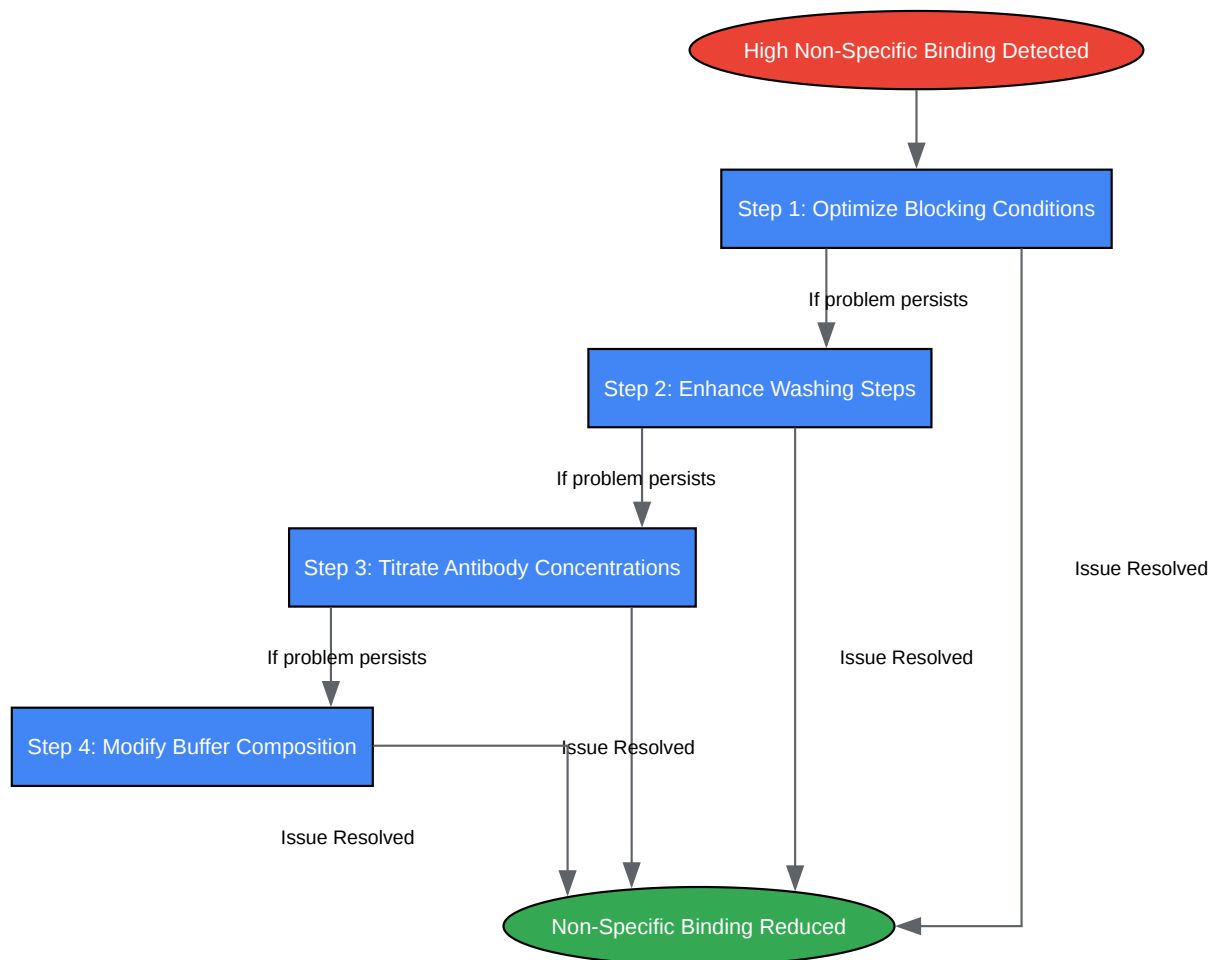 High Non-Specific Binding Detected
Step 1: Optimize Blocking Conditions
If problem persists
Step 2: Enhance Washing Steps
If problem persists
Step 3: Titrate Antibody Concentrations
Issue Resolved
If problem persists
Issue Resolved
Step 4: Modify Buffer Composition
Issue Resolved
Issue Resolved
Non-Specific Binding Reduced